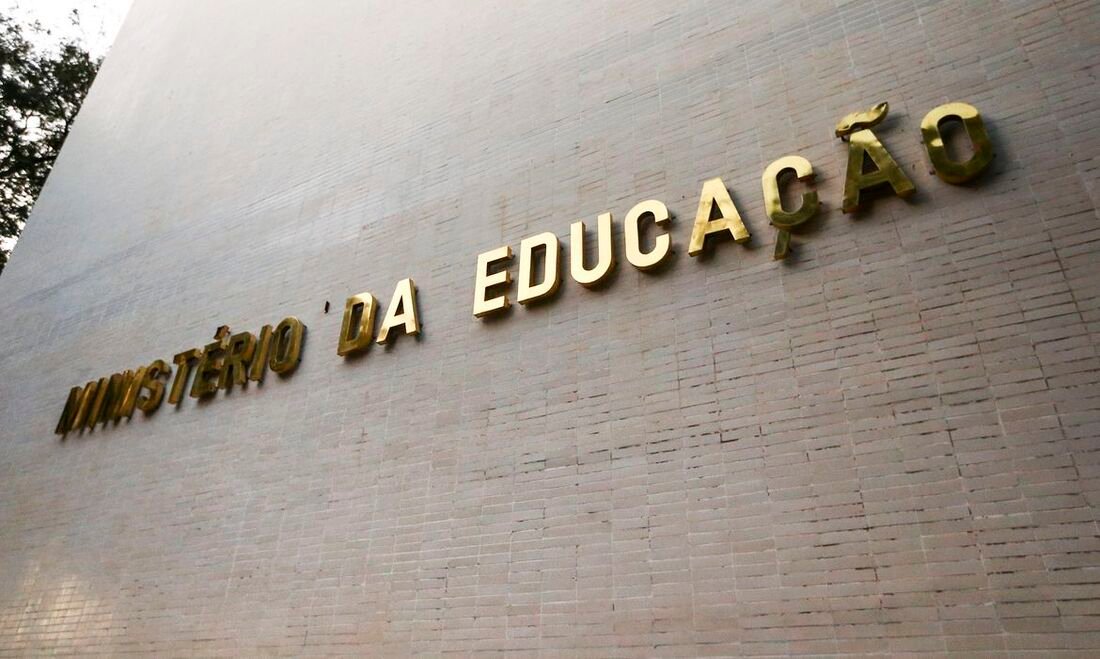 MINISTÉRIO DA EDUCAÇÃO